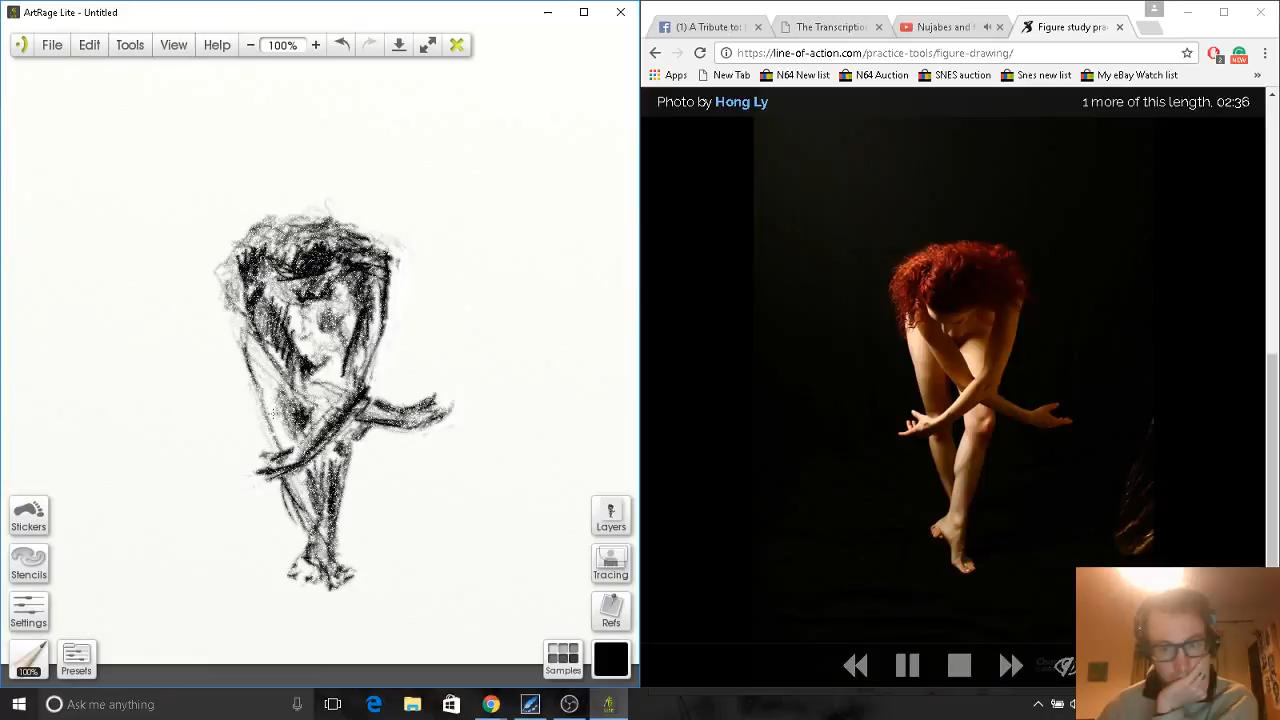 ArtRage Lite - Untitled
File Edit Tools View Help 100%
Stickers
Stencils
Settings
100%
Presets
Layers
Tracing
Refs
Samples
Ask me anything
(1) A Tribute to:
The Transcription
Nujabes and f
Figure study pra
https://line-of-action.com/practice-tools/figure-drawing/
2
NEW
Apps New Tab N64 New list N64 Auction SNES auction Snes new list My eBay Watch list
Photo by Hong Ly
1 more of this length. 02:36